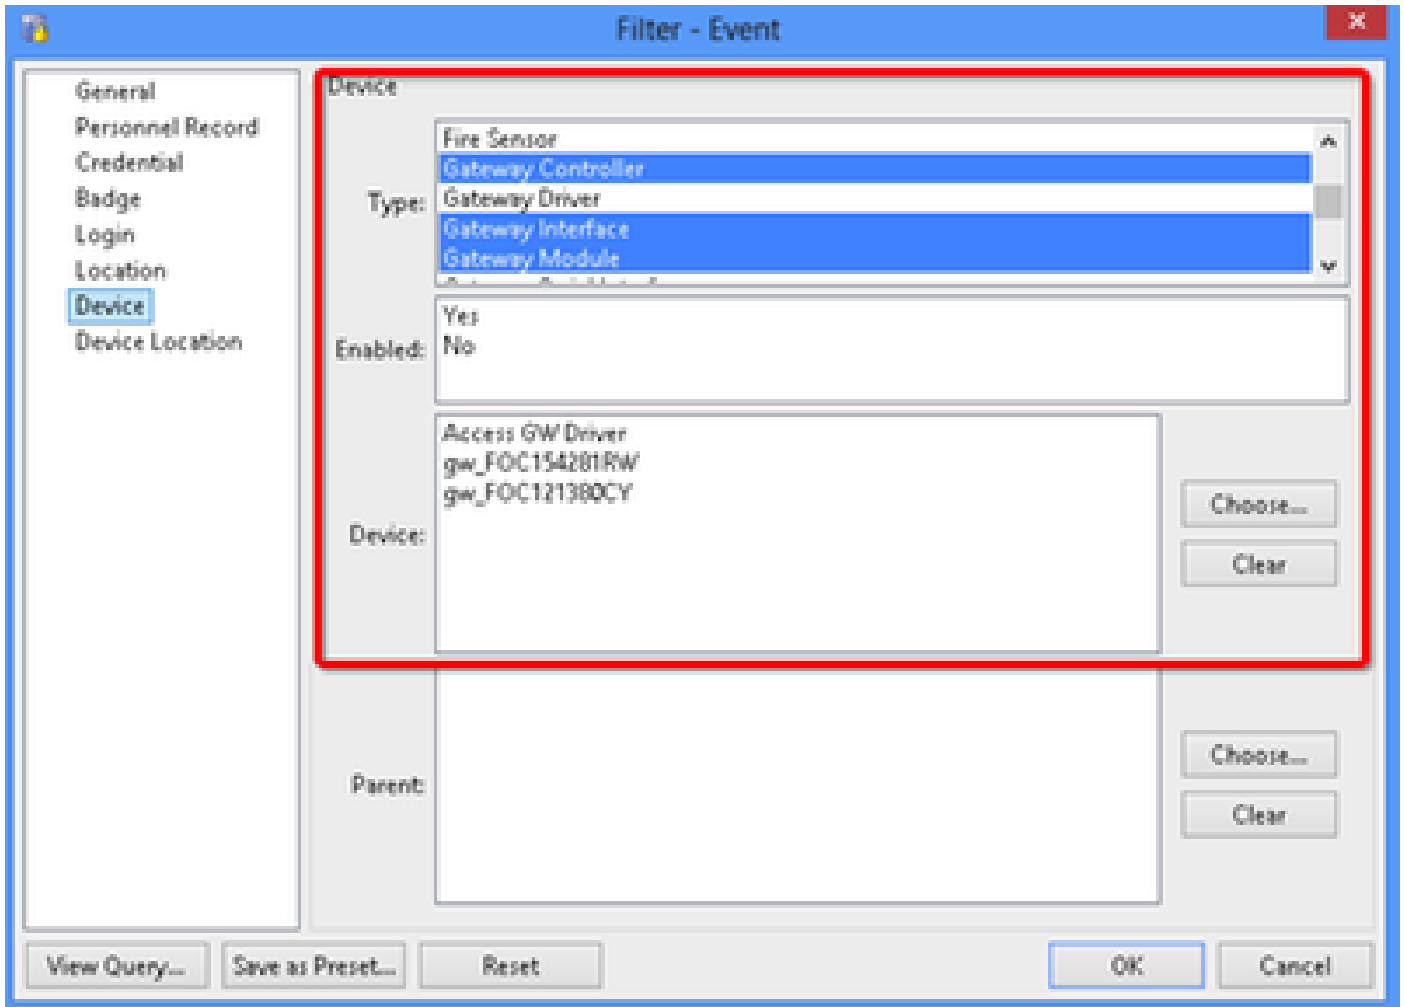 Filter - Event
General
Personnel Record
Credential
Badge
Login
Location
Device
Device Location
Device
Type:
Fire Sensor
Gateway Controller
Gateway Driver
Gateway Interface
Gateway Module
Enabled:
Yes
No
Device:
Access GW Driver
gw_FOC154281RW
gw_FOC121380CY
Choose...
Clear
Parent:
Choose...
Clear
View Query...
Save as Preset...
Reset
OK
Cancel